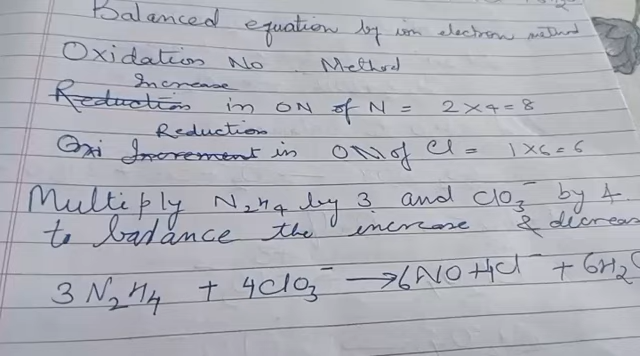 Balanced equation by ion electron method
Oxidation No Method
Increase
Reduction in ON of N = 2×4=8
Reduction
Oxi Increment in ON of Cl = 1×6=6
Multiply N₂H₄ by 3 and ClO₃⁻ by 4
to balance the increase & decreas
3N₂H₄ + 4ClO₃⁻ → 6NO+4Cl⁻ + 6H₂O